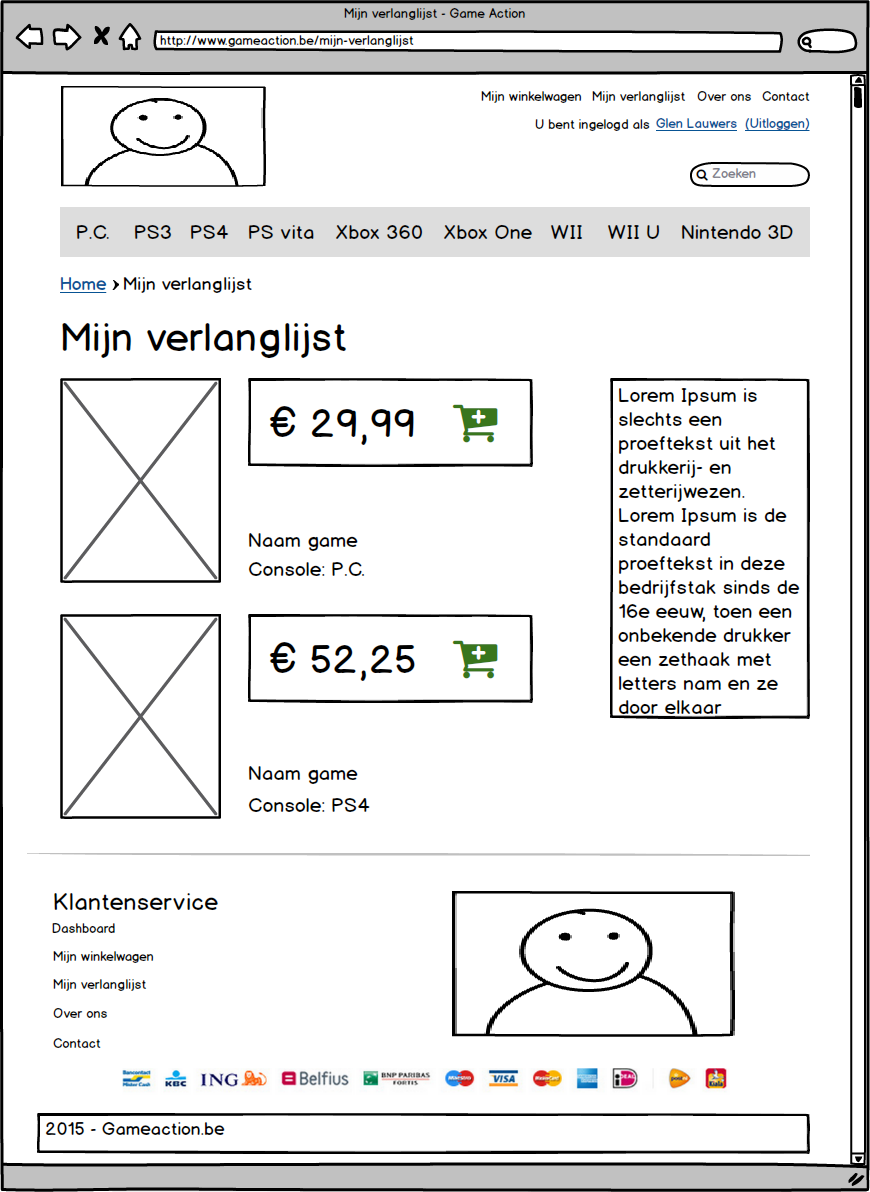 Mijn verlanglijst - Game Action
http://www.gameaction.be/mijn-verlanglijst
Mijn winkelwagen Mijn verlanglijst Over ons Contact
U bent ingelogd als Glen Lauwers (Uitloggen)
Zoeken
P.C. PS3 PS4 PS vita Xbox 360 Xbox One WII WII U Nintendo 3D
Home › Mijn verlanglijst
Mijn verlanglijst
€ 29,99
Naam game
Console: P.C.
€ 52,25
Naam game
Console: PS4
Lorem Ipsum is
slechts een
proeftekst uit het
drukkerij- en
zetterijwezen.
Lorem Ipsum is de
standaard
proeftekst in deze
bedrijfstak sinds de
16e eeuw, toen een
onbekende drukker
een zethaak met
letters nam en ze
door elkaar
Klantenservice
Dashboard
Mijn winkelwagen
Mijn verlanglijst
Over ons
Contact
Bancontact
Mister Cash
KBC
ING
Belfius
BNP PARIBAS
FORTIS
Maestro
VISA
MasterCard
iDEAL
Kiala
2015 - Gameaction.be